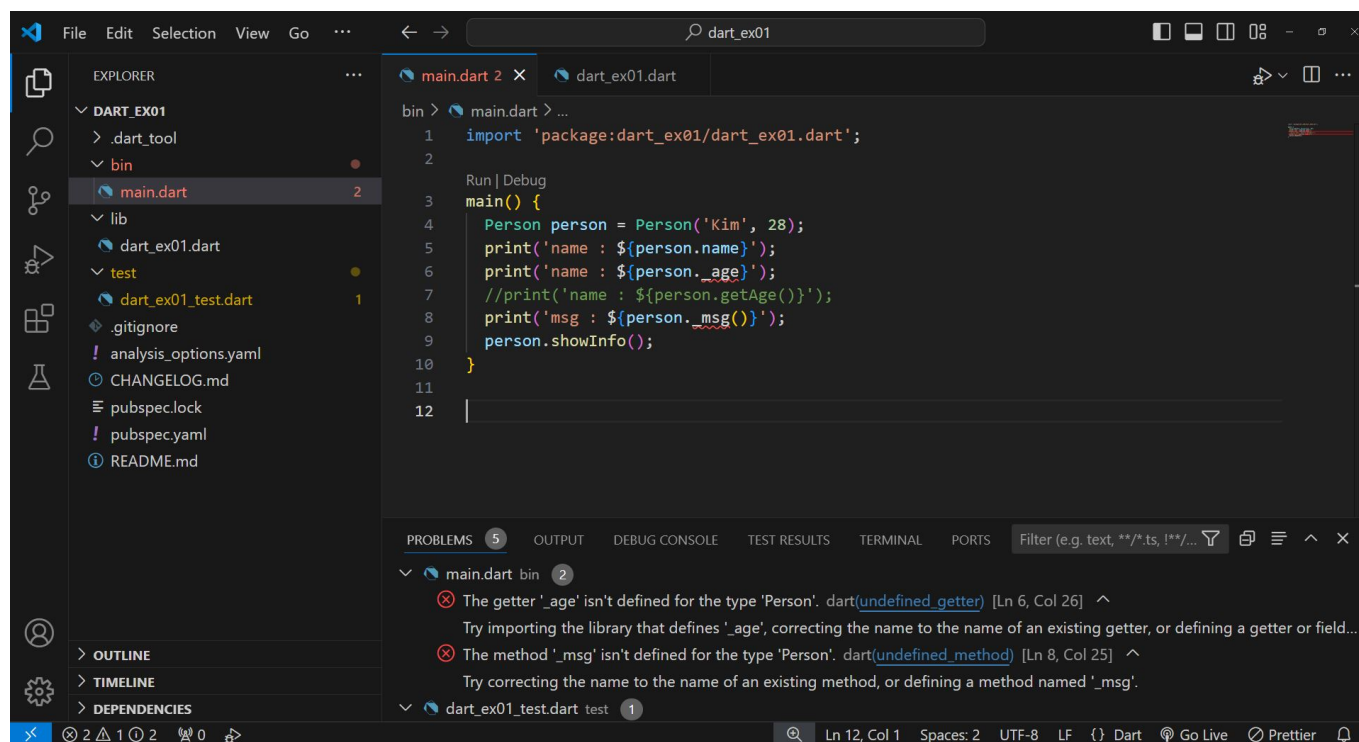 File Edit Selection View Go ··· dart_ex01
EXPLORER ···
DART_EX01
.dart_tool
bin
main.dart 2
lib
dart_ex01.dart
test
dart_ex01_test.dart 1
.gitignore
! analysis_options.yaml
CHANGELOG.md
pubspec.lock
! pubspec.yaml
README.md
OUTLINE
TIMELINE
DEPENDENCIES
main.dart 2 dart_ex01.dart ···
bin > main.dart > ...
1 import 'package:dart_ex01/dart_ex01.dart';
2
Run | Debug
3 main() {
4 Person person = Person('Kim', 28);
5 print('name : ${person.name}');
6 print('name : ${person._age}');
7 //print('name : ${person.getAge()}');
8 print('msg : ${person._msg()}');
9 person.showInfo();
10 }
11
12
PROBLEMS 5 OUTPUT DEBUG CONSOLE TEST RESULTS TERMINAL PORTS Filter (e.g. text, **/*.ts, !**/...
main.dart bin 2
The getter '_age' isn't defined for the type 'Person'. dart(undefined_getter) [Ln 6, Col 26]
Try importing the library that defines '_age', correcting the name to the name of an existing getter, or defining a getter or field...
The method '_msg' isn't defined for the type 'Person'. dart(undefined_method) [Ln 8, Col 25]
Try correcting the name to the name of an existing method, or defining a method named '_msg'.
dart_ex01_test.dart test 1
2 1 2 0 Ln 12, Col 1 Spaces: 2 UTF-8 LF {} Dart Go Live Prettier